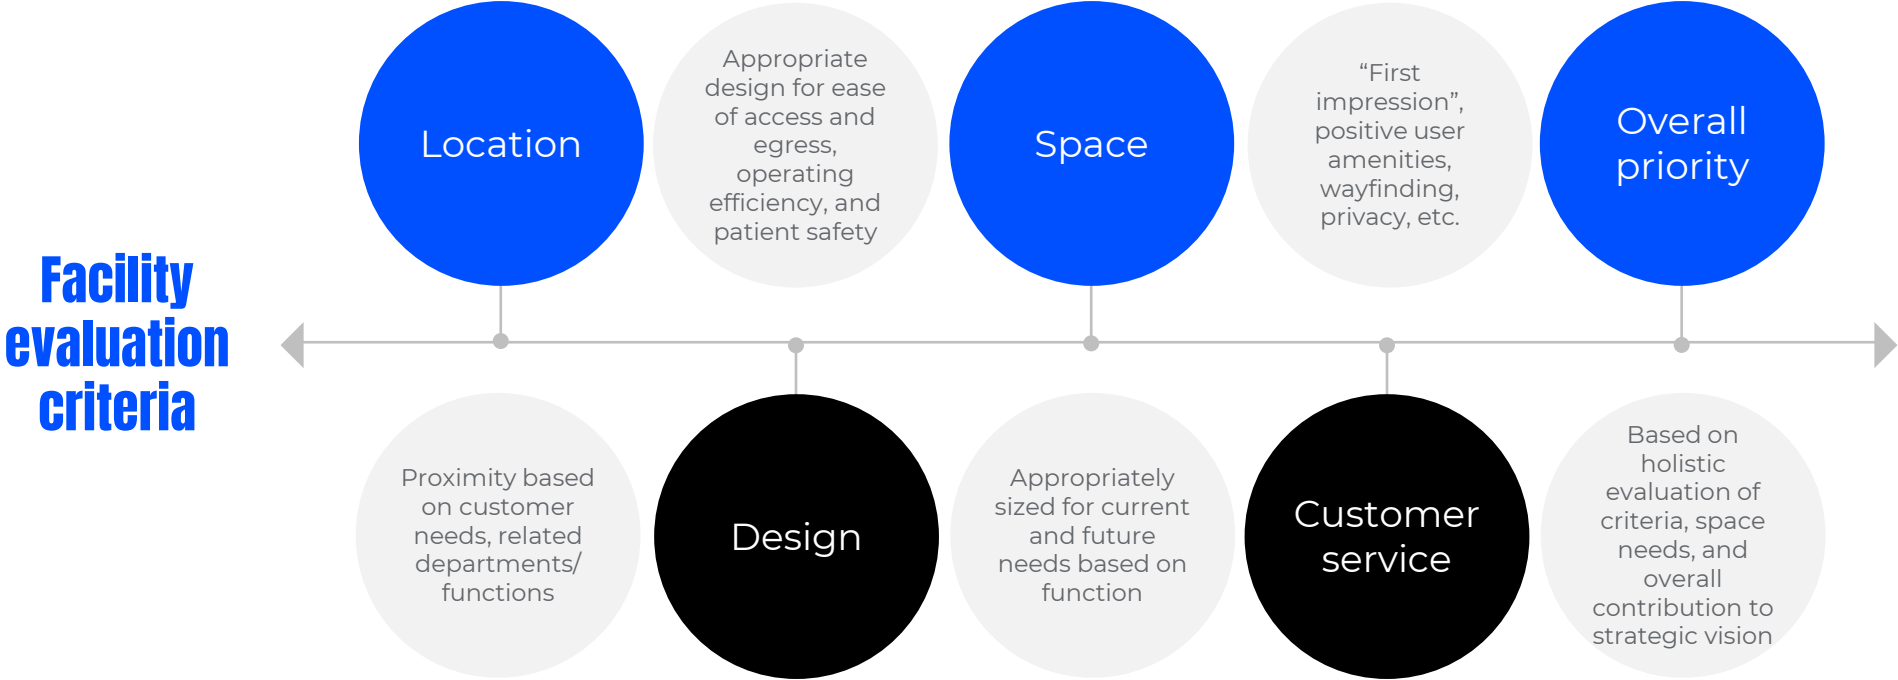 Facility
evaluation
criteria
Location
Proximity based
on customer
needs, related
departments/
functions
Appropriate
design for ease
of access and
egress,
operating
efficiency, and
patient safety
Design
Space
Appropriately
sized for current
and future
needs based on
function
“First
impression”,
positive user
amenities,
wayfinding,
privacy, etc.
Customer
service
Overall
priority
Based on
holistic
evaluation of
criteria, space
needs, and
overall
contribution to
strategic vision